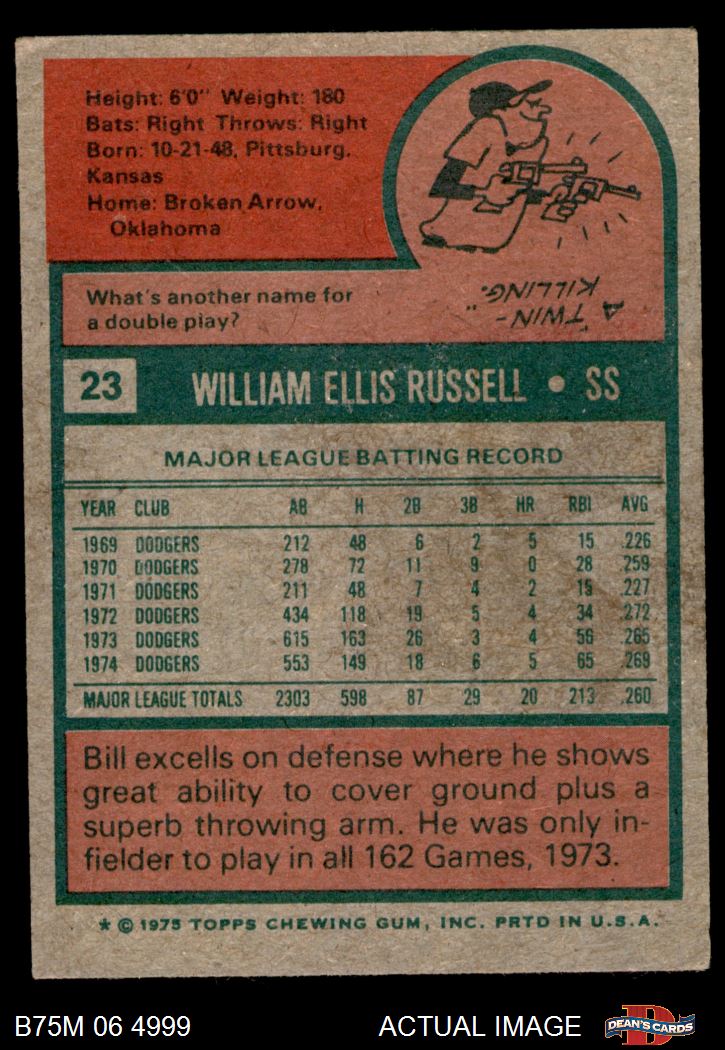 Height: 6'0" Weight: 180
Bats: Right Throws: Right
Born: 10-21-48, Pittsburg,
Kansas
Home: Broken Arrow,
Oklahoma
What's another name for
a double play?
A
"TWIN-
KILLING."
23 WILLIAM ELLIS RUSSELL • SS
MAJOR LEAGUE BATTING RECORD
YEAR CLUB AB H 2B 3B HR RBI AVG
1969 DODGERS 212 48 6 2 5 15 .226
1970 DODGERS 278 72 11 9 0 28 .259
1971 DODGERS 211 48 7 4 2 15 .227
1972 DODGERS 434 118 19 5 4 34 .272
1973 DODGERS 615 163 26 3 4 56 .265
1974 DODGERS 553 149 18 6 5 65 .269
MAJOR LEAGUE TOTALS 2303 598 87 29 20 213 .260
Bill excells on defense where he shows
great ability to cover ground plus a
superb throwing arm. He was only in-
fielder to play in all 162 Games, 1973.
* © 1975 TOPPS CHEWING GUM, INC. PRTD IN U.S.A.
B75M 06 4999 ACTUAL IMAGE
D
DEAN'S CARDS